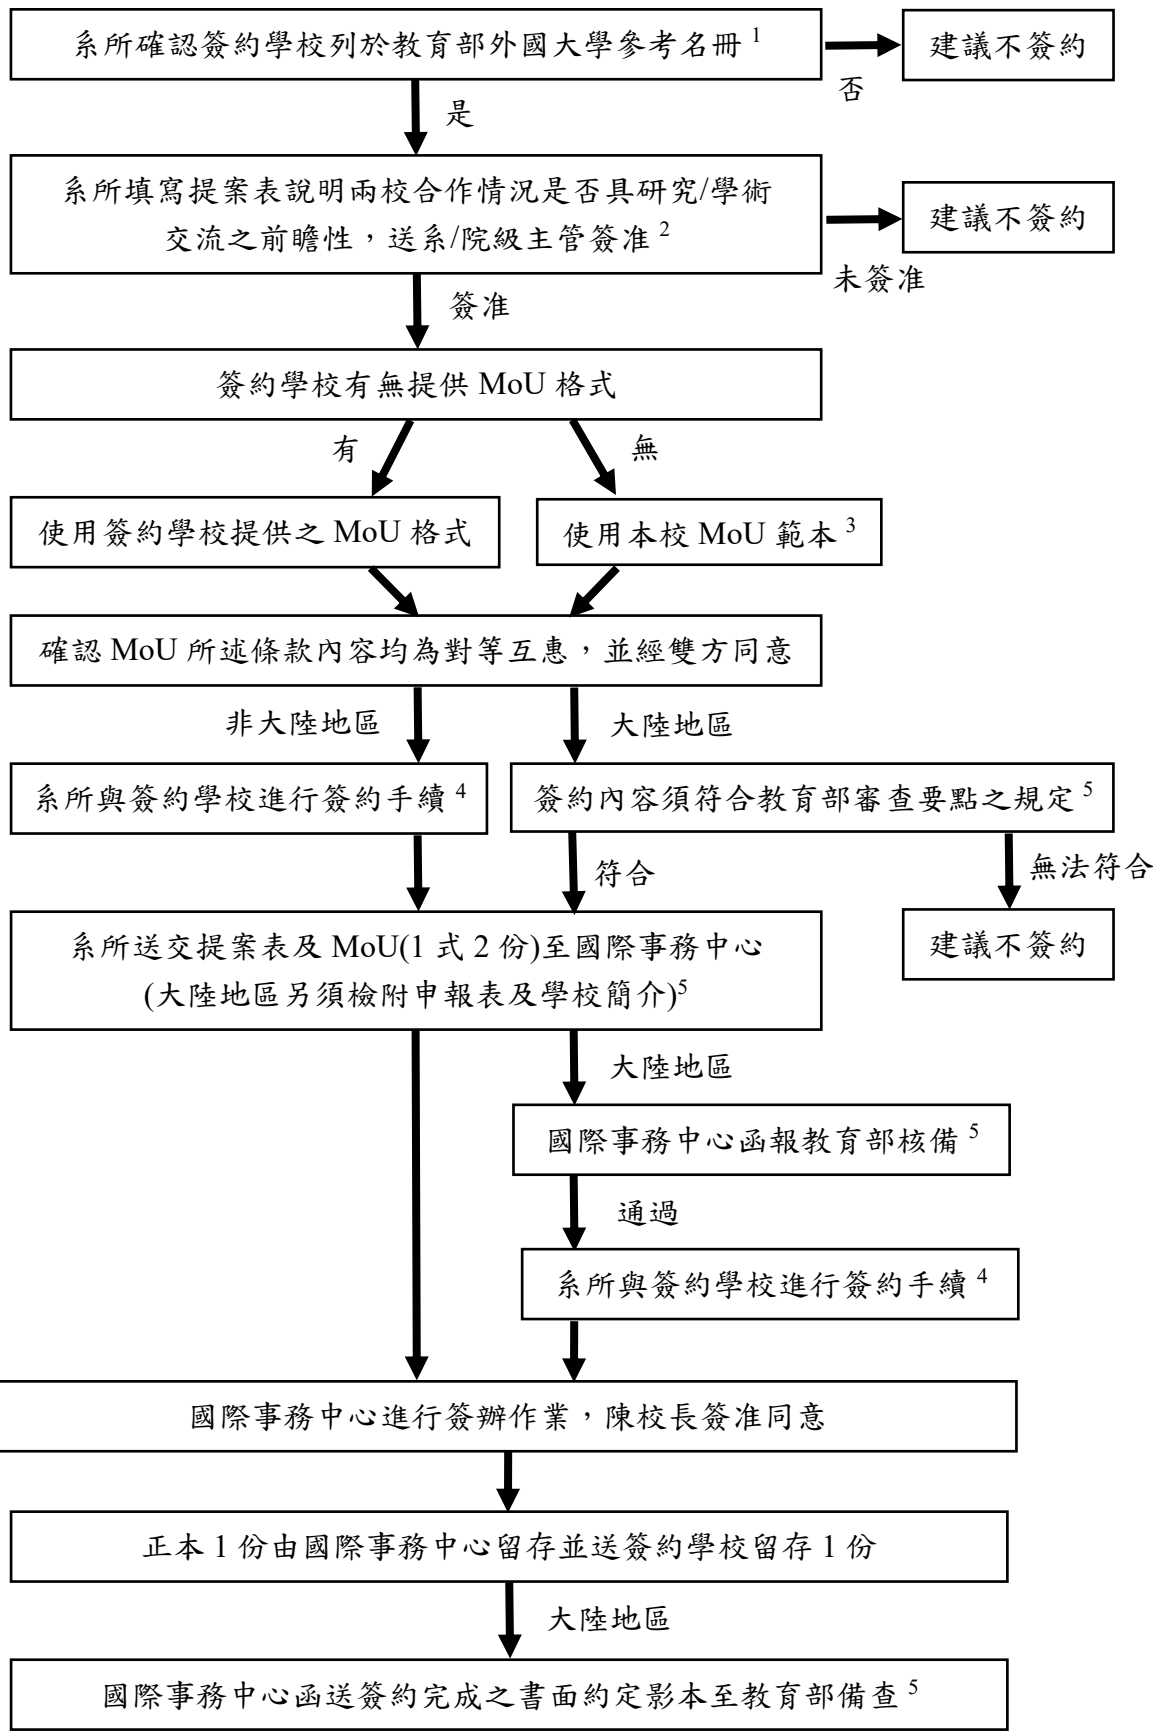 系所確認簽約學校列於教育部外國大學參考名冊 1
建議不簽約
否
是
系所填寫提案表說明兩校合作情況是否具研究/學術
交流之前瞻性，送系/院級主管簽准 2
建議不簽約
未簽准
簽准
簽約學校有無提供 MoU 格式
有
無
使用簽約學校提供之 MoU 格式
使用本校 MoU 範本 3
確認 MoU 所述條款內容均為對等互惠，並經雙方同意
非大陸地區
大陸地區
系所與簽約學校進行簽約手續 4
簽約內容須符合教育部審查要點之規定 5
符合
無法符合
系所送交提案表及 MoU(1 式 2 份)至國際事務中心
(大陸地區另須檢附申報表及學校簡介)5
建議不簽約
大陸地區
國際事務中心函報教育部核備 5
通過
系所與簽約學校進行簽約手續 4
國際事務中心進行簽辦作業，陳校長簽准同意
正本 1 份由國際事務中心留存並送簽約學校留存 1 份
大陸地區
國際事務中心函送簽約完成之書面約定影本至教育部備查 5